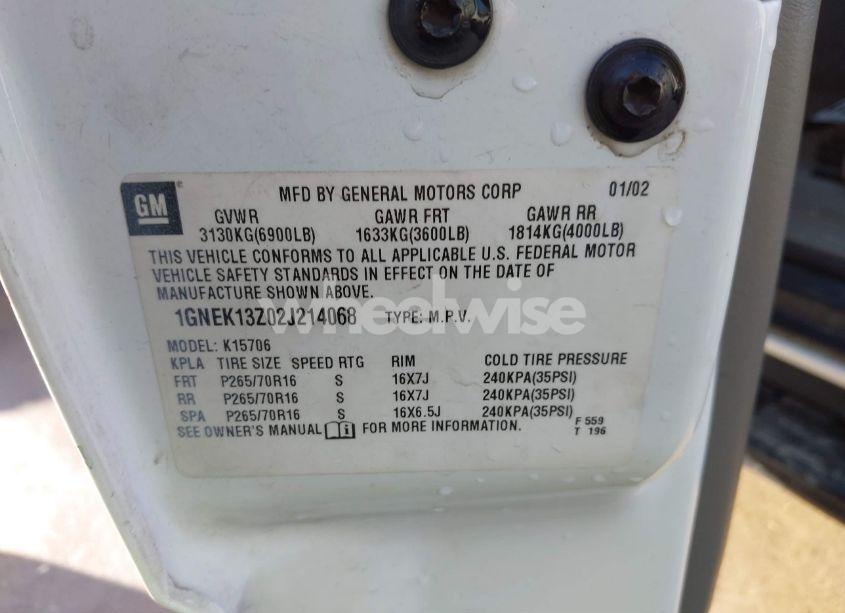 GM
MFD BY GENERAL MOTORS CORP 01/02
GVWR GAWR FRT GAWR RR
3130KG(6900LB) 1633KG(3600LB) 1814KG(4000LB)
THIS VEHICLE CONFORMS TO ALL APPLICABLE U.S. FEDERAL MOTOR
VEHICLE SAFETY STANDARDS IN EFFECT ON THE DATE OF
MANUFACTURE SHOWN ABOVE.
1GNEK13Z02J214068 TYPE: M.P.V.
MODEL: K15706
KPLA TIRE SIZE SPEED RTG RIM COLD TIRE PRESSURE
FRT P265/70R16 S 16X7J 240KPA(35PSI)
RR P265/70R16 S 16X7J 240KPA(35PSI)
SPA P265/70R16 S 16X6.5J 240KPA(35PSI)
SEE OWNER'S MANUAL FOR MORE INFORMATION.
F 559
T 196
wheelwise